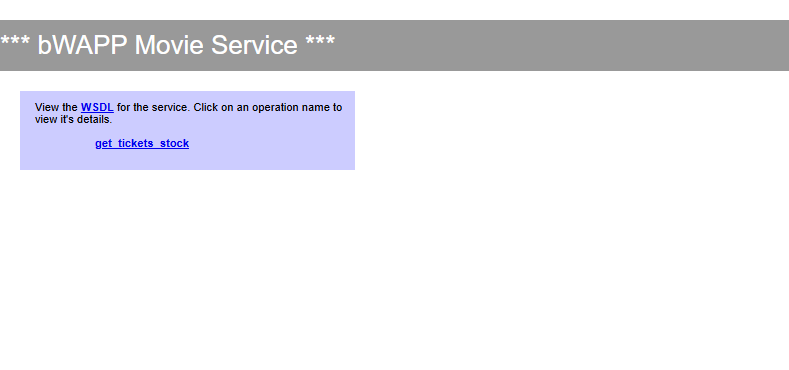 *** bWAPP Movie Service ***
View the WSDL for the service. Click on an operation name to
view it's details.
get_tickets_stock